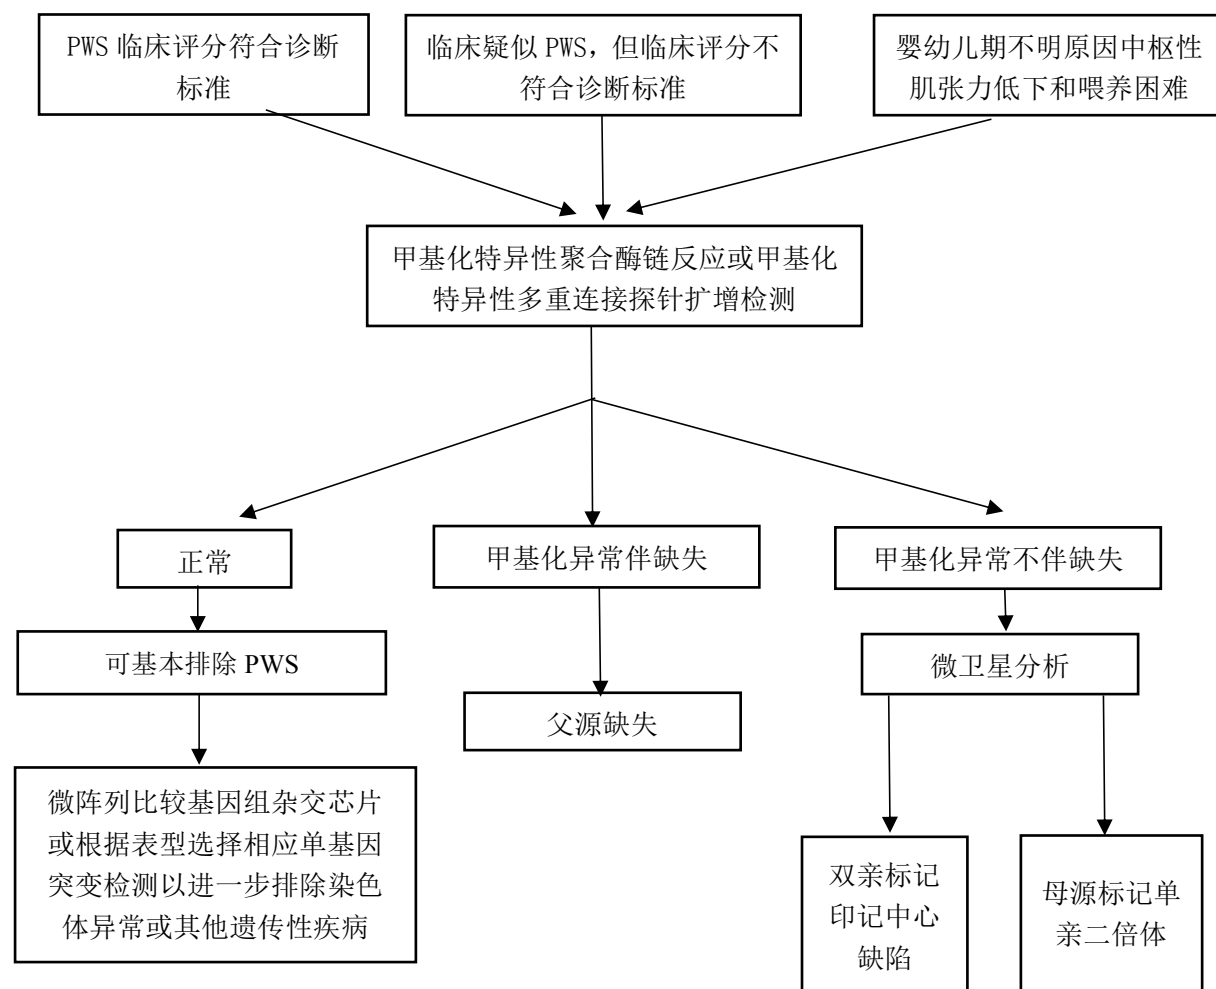 PWS 临床评分符合诊断
标准
临床疑似 PWS，但临床评分不
符合诊断标准
婴幼儿期不明原因中枢性
肌张力低下和喂养困难
甲基化特异性聚合酶链反应或甲基化
特异性多重连接探针扩增检测
正常
甲基化异常伴缺失
甲基化异常不伴缺失
可基本排除 PWS
微卫星分析
父源缺失
微阵列比较基因组杂交芯片
或根据表型选择相应单基因
突变检测以进一步排除染色
体异常或其他遗传性疾病
双亲标记
印记中心
缺陷
母源标记单
亲二倍体